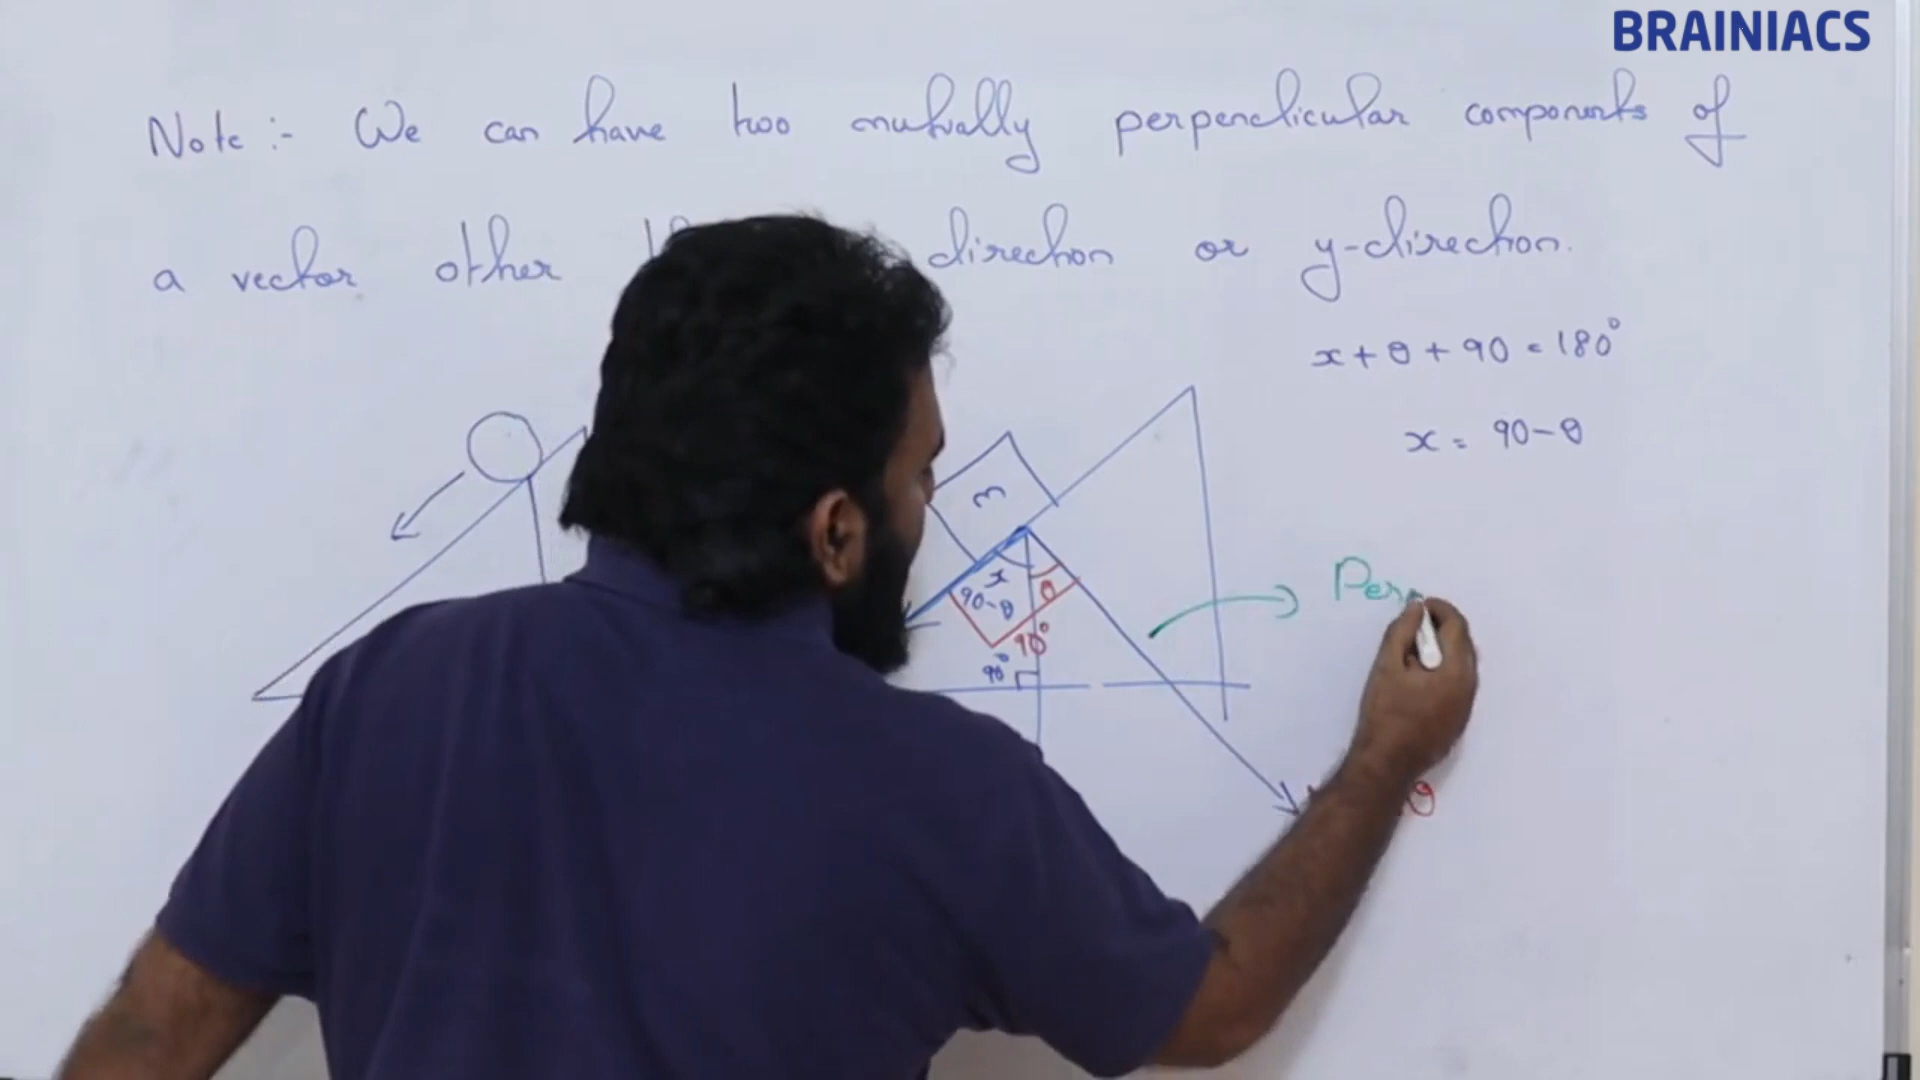 BRAINIACS
Note :- We can have two mutually perpendicular components of
a vector other direction or y-direction.
x + θ + 90 = 180°
x = 90 - θ
m
x
θ
90-θ
90°
90°
Per
θ